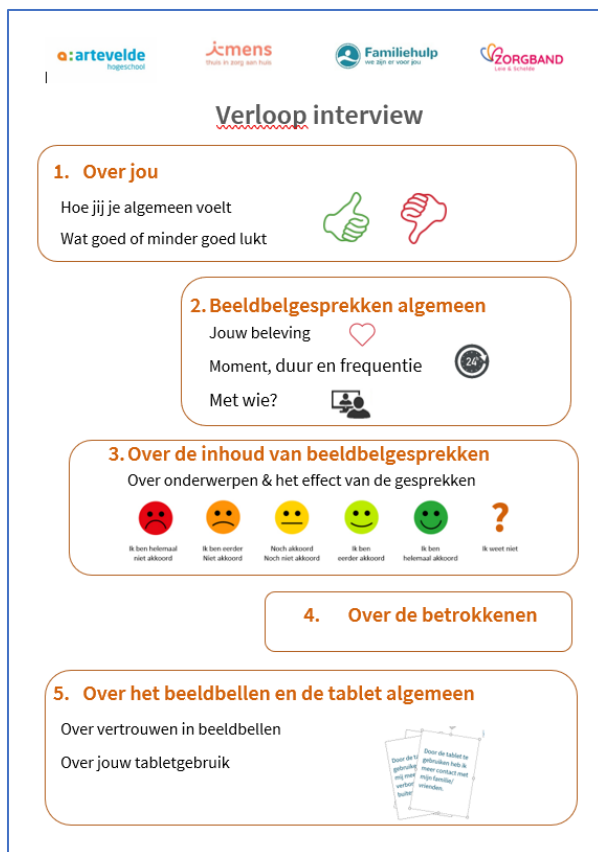 a:artevelde
hogeschool
i-mens
thuis in zorg aan huis
Familiehulp
we zijn er voor jou
ZORGBAND
Leie & Schelde
Verloop interview
1. Over jou
Hoe jij je algemeen voelt
Wat goed of minder goed lukt
2. Beeldbelgesprekken algemeen
Jouw beleving
Moment, duur en frequentie
24
Met wie?
3. Over de inhoud van beeldbelgesprekken
Over onderwerpen & het effect van de gesprekken
?
Ik ben helemaal niet akkoord
Ik ben eerder Niet akkoord
Noch akkoord Noch niet akkoord
Ik ben eerder akkoord
Ik ben helemaal akkoord
Ik weet niet
4. Over de betrokkenen
5. Over het beeldbellen en de tablet algemeen
Over vertrouwen in beeldbellen
Over jouw tabletgebruik
Door de
gebruike
mij mee
Door de tablet te
gebruiken heb ik
meer contact met
mijn familie/
vrienden.